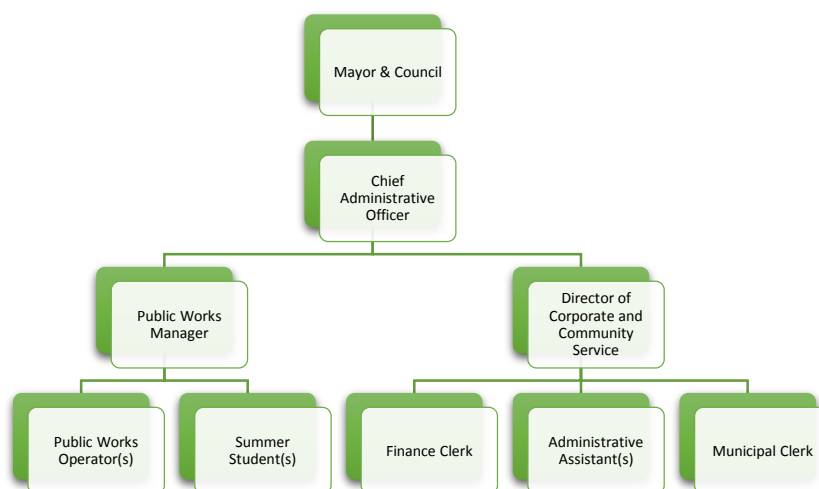 Mayor & Council
Chief
Administrative
Officer
Public Works
Manager
Director of
Corporate and
Community
Service
Public Works
Operator(s)
Summer
Student(s)
Finance Clerk
Administrative
Assistant(s)
Municipal Clerk